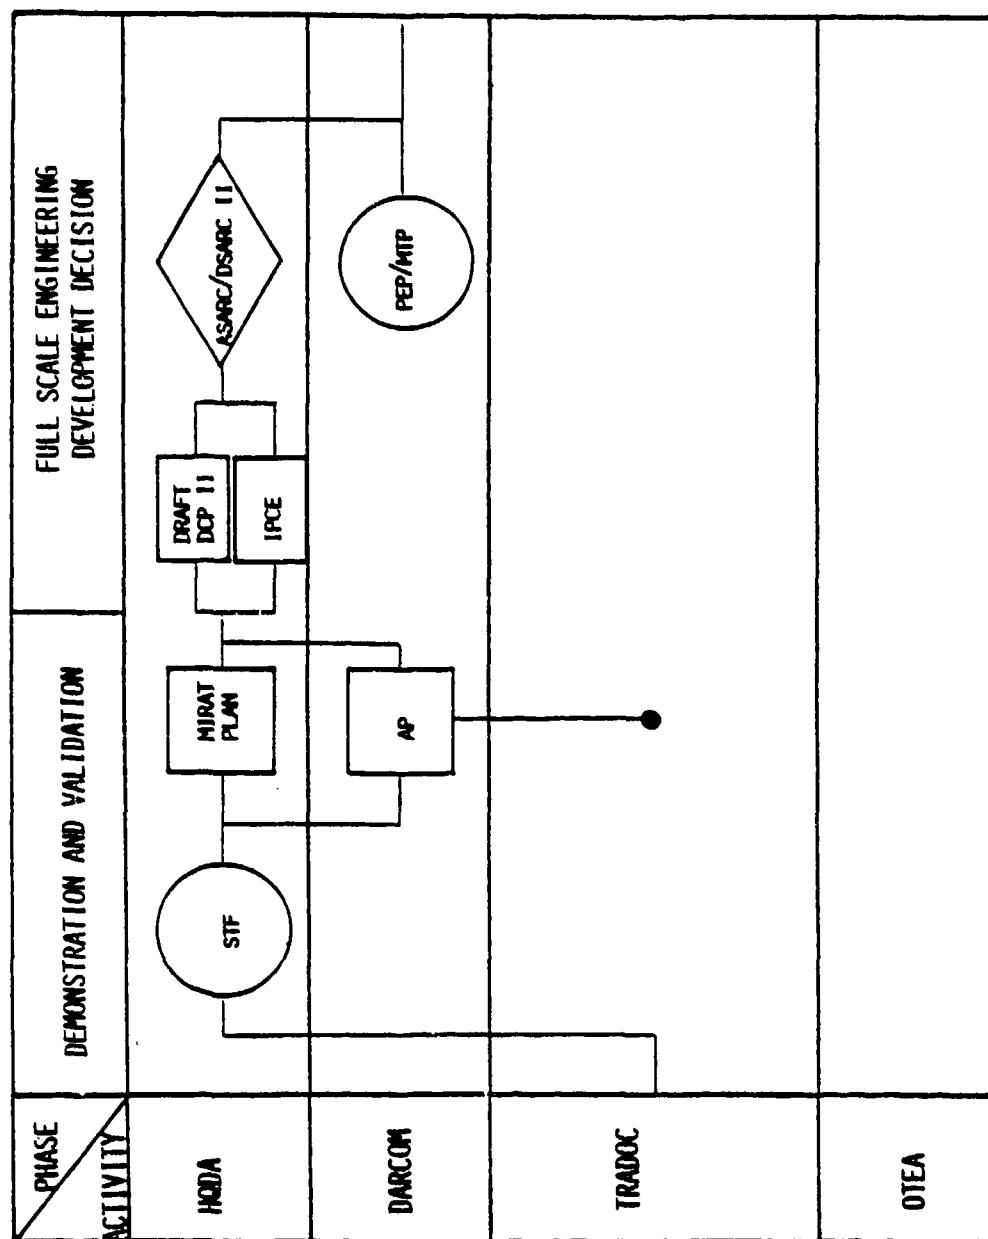 PHASE
ACTIVITY
DEMONSTRATION AND VALIDATION
FULL SCALE ENGINEERING
DEVELOPMENT DECISION
HQDA
STF
MIRAT
PLAN
DRAFT
DCP II
IPCE
ASARC/DSARC II
DARCOM
AP
PEP/MTP
TRADOC
OTEA